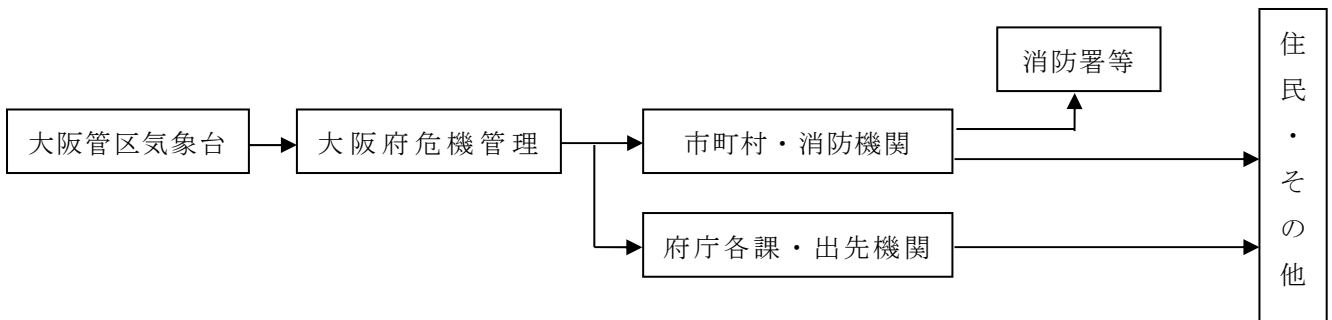 消防署等
大阪管区気象台
大阪府危機管理
市町村・消防機関
府庁各課・出先機関
住民・その他